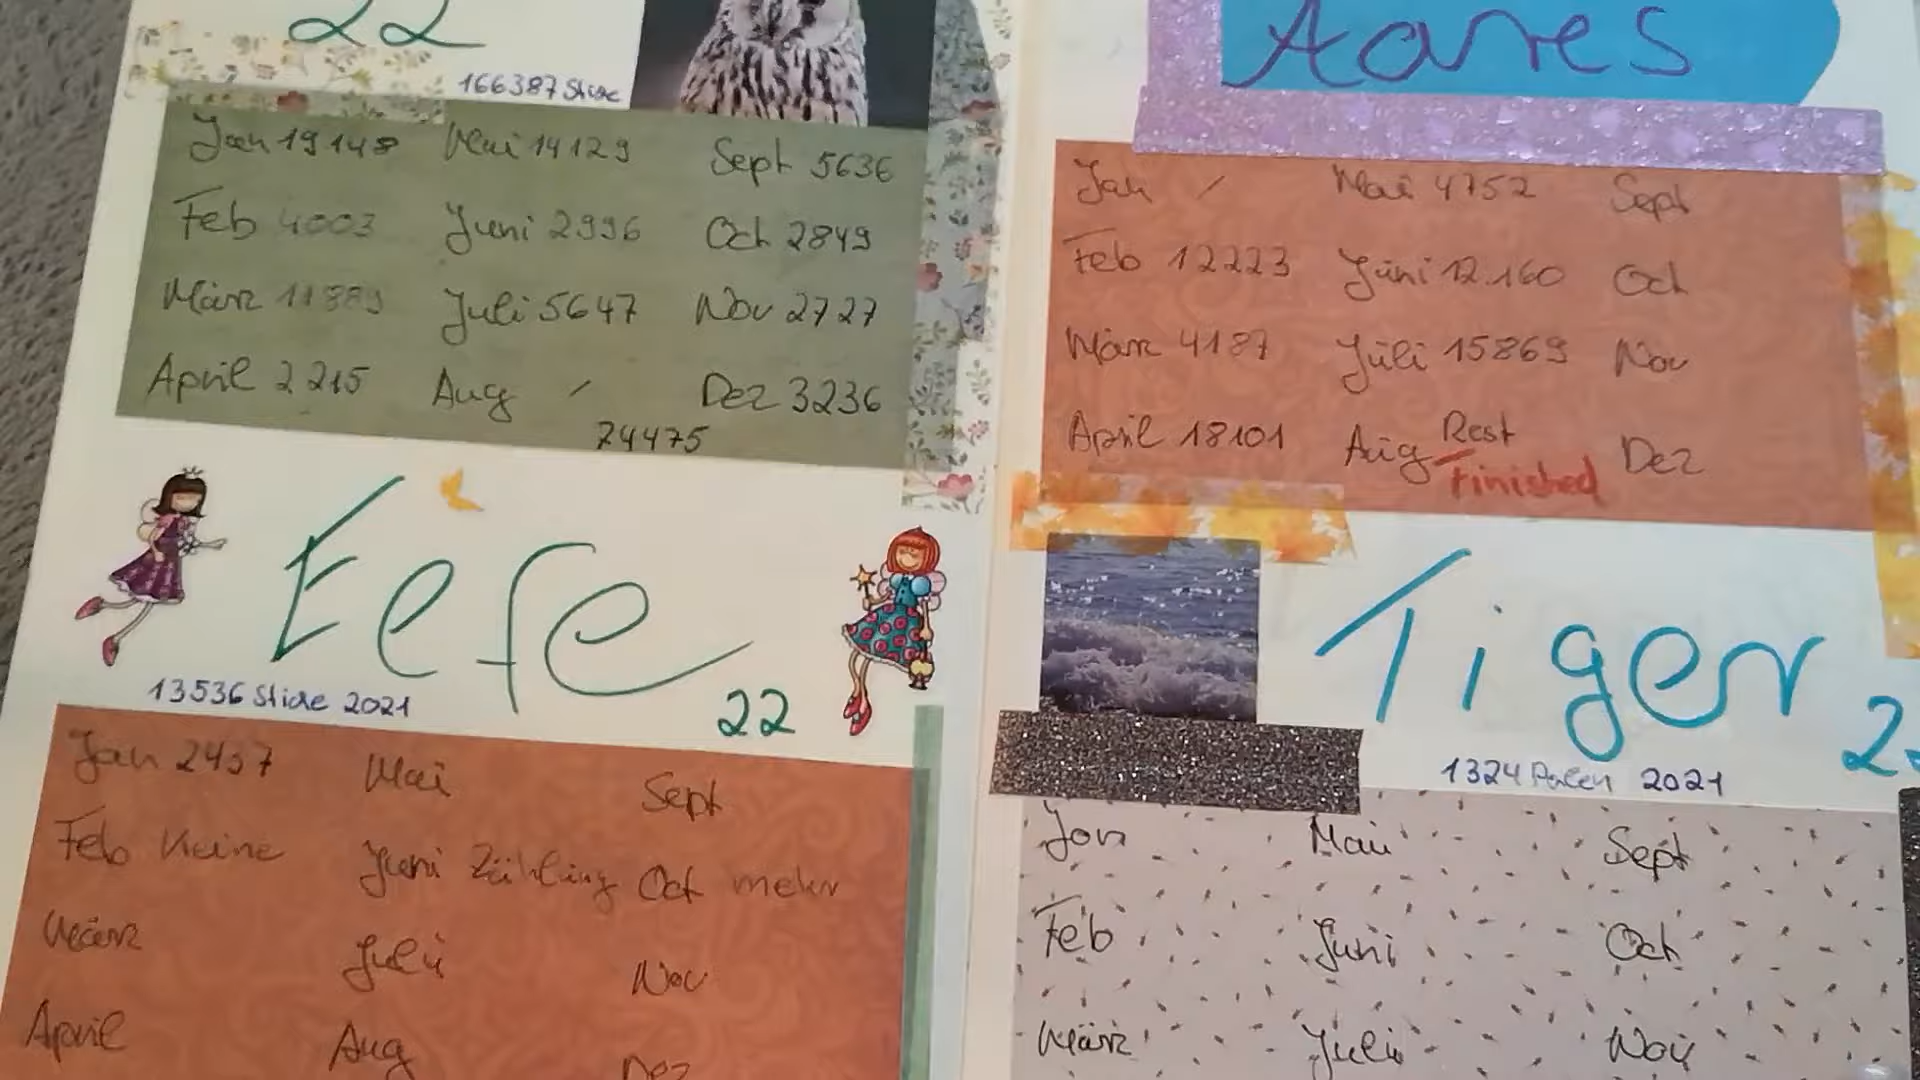 22
166387 Stiche
Jan 19148 Mai 14129 Sept 5636
Feb 4003 Juni 2996 Oct 2849
März 11889 Juli 5647 Nov 2727
April 2215 Aug / Dez 3236
74475
Eefe
13536 Stiche 2021
22
Jan 2437 Mai Sept
Feb Keine Juni Zählung Oct mehr
März Juli Nov
April Aug Dez
Jan / Mai 4752 Sept
Feb 12223 Juni 12.160 Oct
März 4187 Juli 15869 Nov
April 18101 Aug Rest Dez
Finished
Tiger
1324 2021
Jan Mai Sept
Feb Juni Oct
März Juli Nov